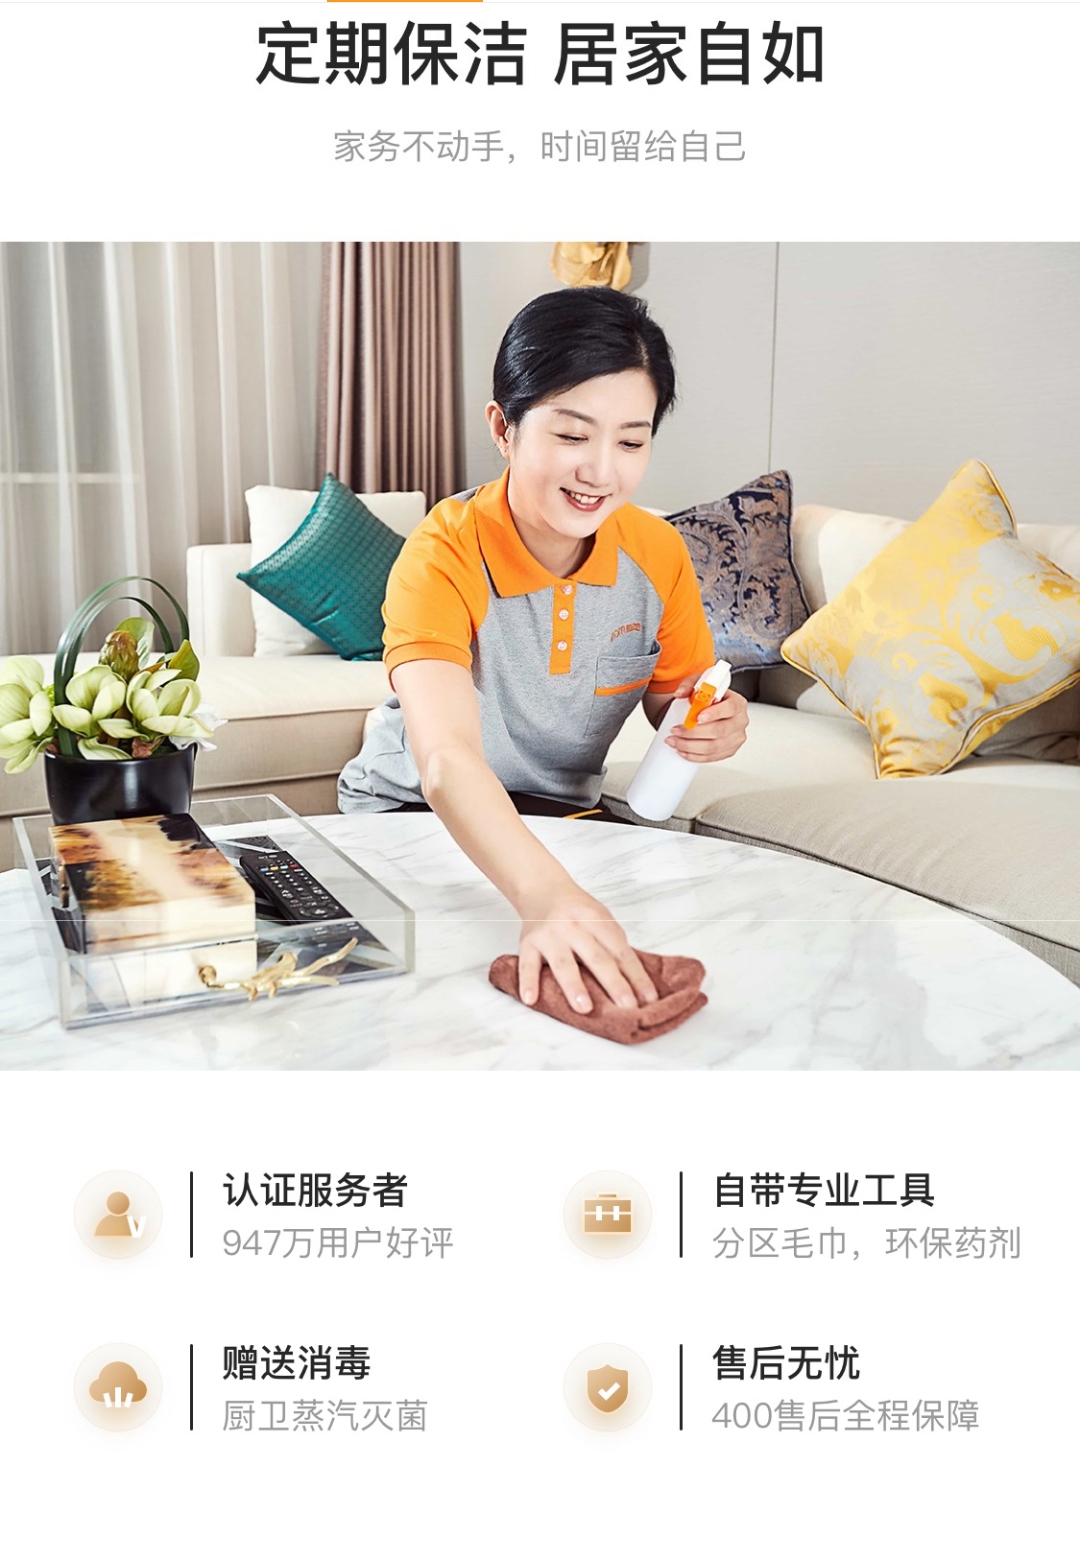 定期保洁 居家自如
家务不动手，时间留给自己
认证服务者
947万用户好评
自带专业工具
分区毛巾，环保药剂
赠送消毒
厨卫蒸汽灭菌
售后无忧
400售后全程保障